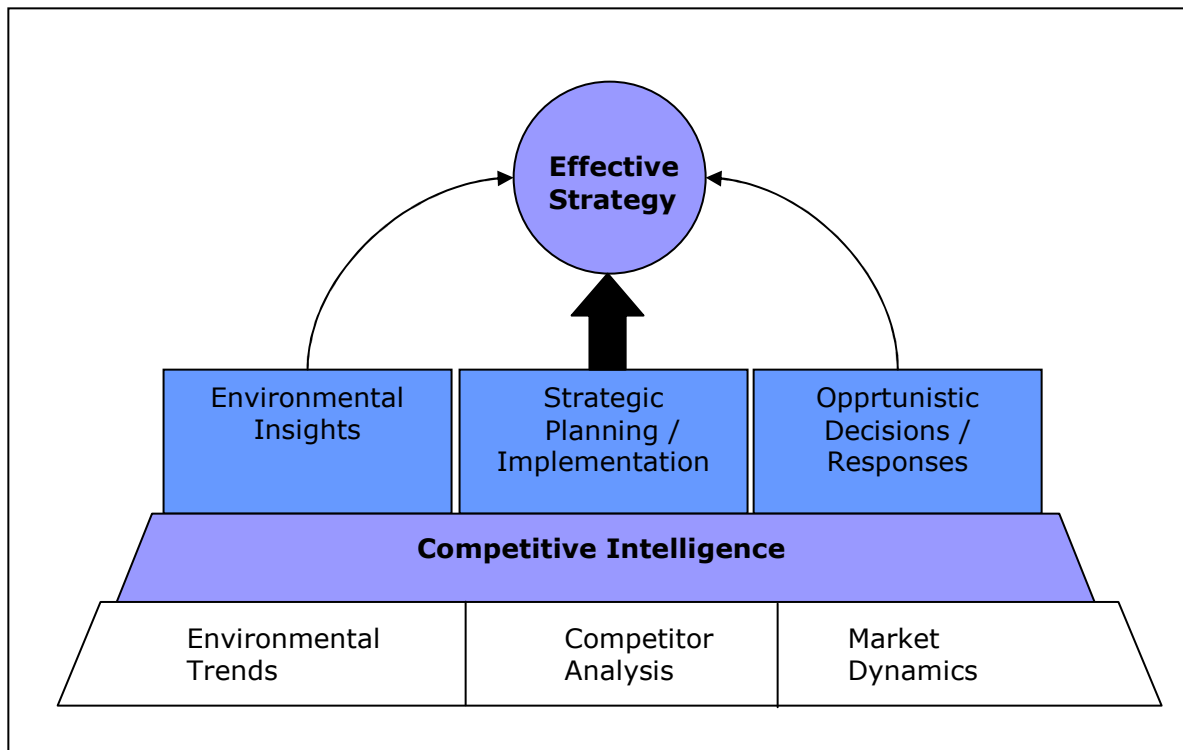 Effective
Strategy
Environmental
Insights
Strategic
Planning /
Implementation
Opprtunistic
Decisions /
Responses
Competitive Intelligence
Environmental
Trends
Competitor
Analysis
Market
Dynamics